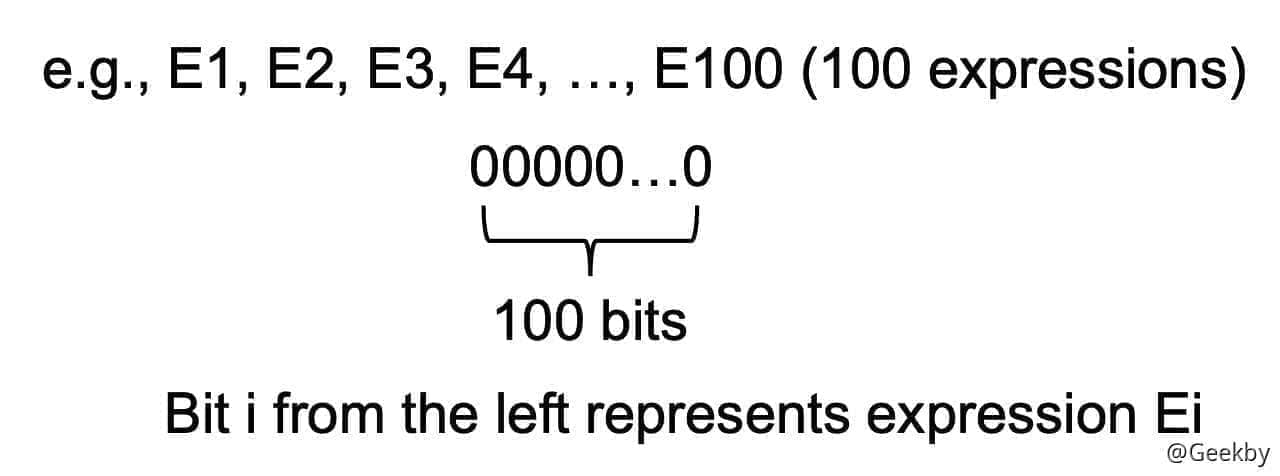 e.g., E1, E2, E3, E4, …, E100 (100 expressions)
00000…0
100 bits
Bit i from the left represents expression Ei
@Geekby